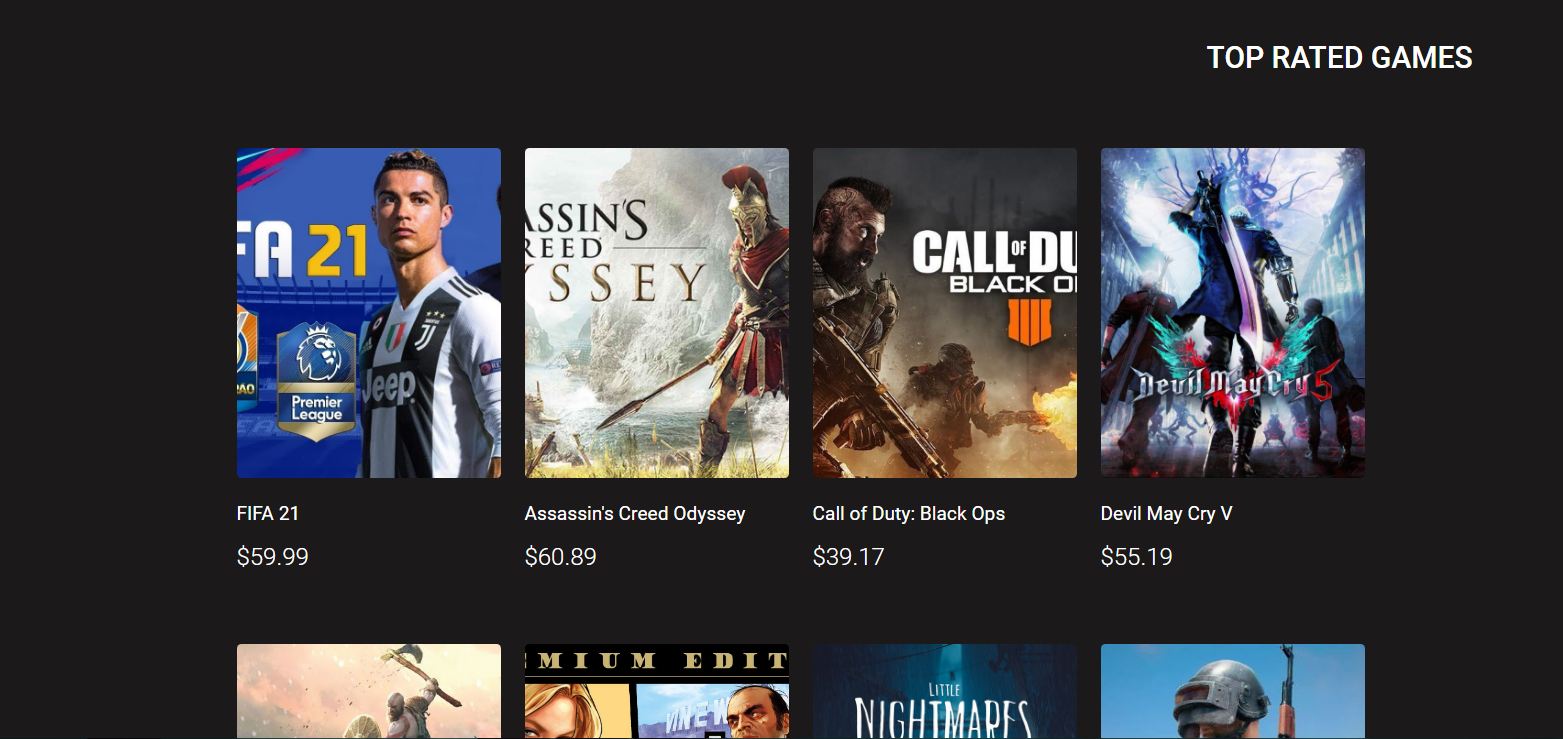 TOP RATED GAMES
FA 21
Premier
League
Jeep
ASSIN'S
REED
YSSEY
CALL OF DU
BLACK O
IIII
Devil May Cry 5
FIFA 21
Assassin's Creed Odyssey
Call of Duty: Black Ops
Devil May Cry V
$59.99
$60.89
$39.17
$55.19
MIUM EDIT
LITTLE
NIGHTMARES